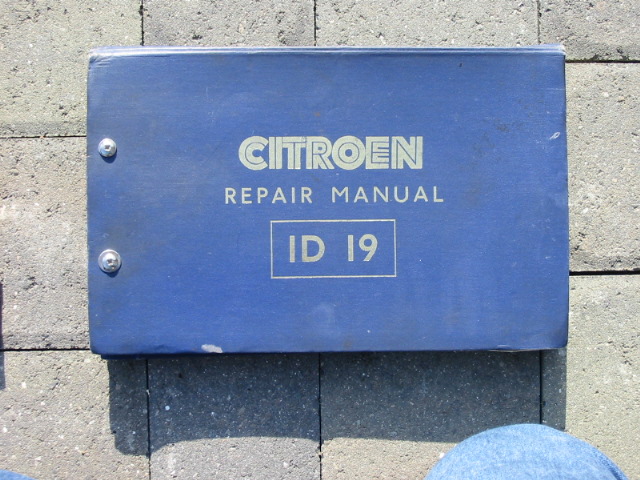 CITROEN
REPAIR MANUAL
ID 19